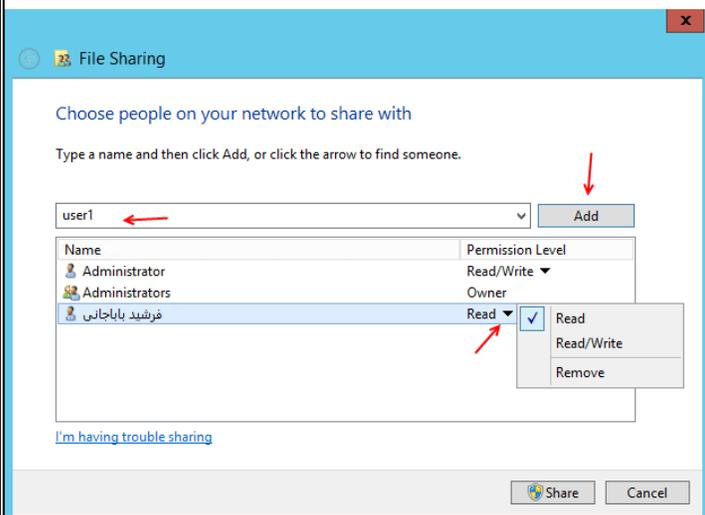 x
File Sharing
Choose people on your network to share with
Type a name and then click Add, or click the arrow to find someone.
user1 Add
Name Permission Level
Administrator Read/Write
Administrators Owner
فرشید باباجانی Read
Read
Read/Write
Remove
I'm having trouble sharing
Share Cancel